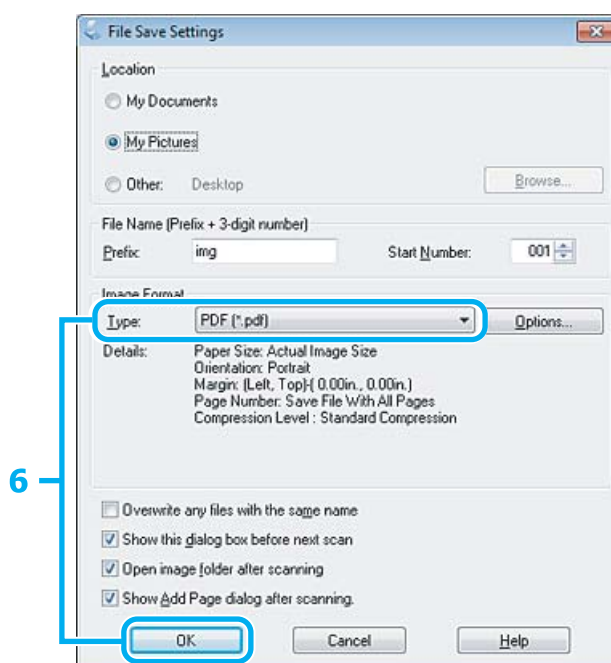 File Save Settings
Location
My Documents
My Pictures
Other: Desktop Browse...
File Name (Prefix + 3-digit number)
Prefix: img Start Number: 001
Image Format
Type: PDF (*.pdf) Options...
Details: Paper Size: Actual Image Size
Orientation: Portrait
Margin: (Left, Top)-( 0.00in., 0.00in.)
Page Number: Save File With All Pages
Compression Level : Standard Compression
6
Overwrite any files with the same name
Show this dialog box before next scan
Open image folder after scanning
Show Add Page dialog after scanning.
OK Cancel Help